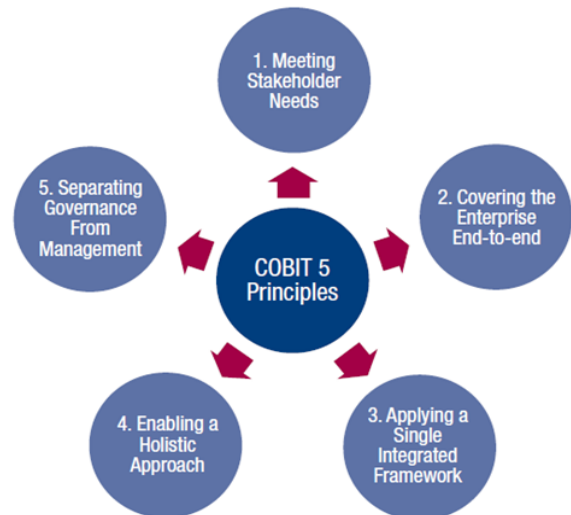 1. Meeting
Stakeholder
Needs
5. Separating
Governance
From
Management
2. Covering the
Enterprise
End-to-end
COBIT 5
Principles
4. Enabling a
Holistic
Approach
3. Applying a
Single
Integrated
Framework